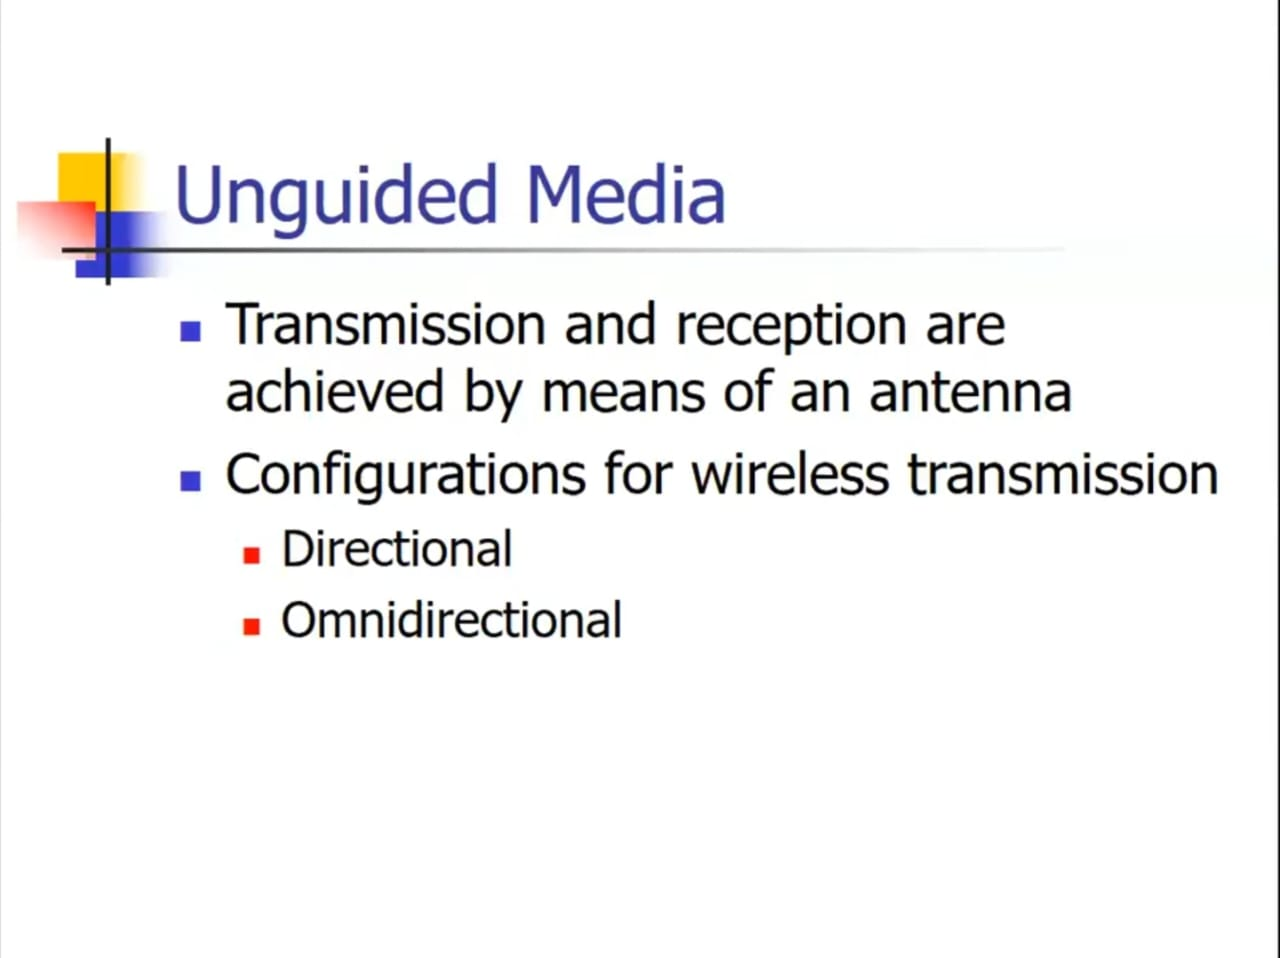 Unguided Media
Transmission and reception are
achieved by means of an antenna
Configurations for wireless transmission
Directional
Omnidirectional